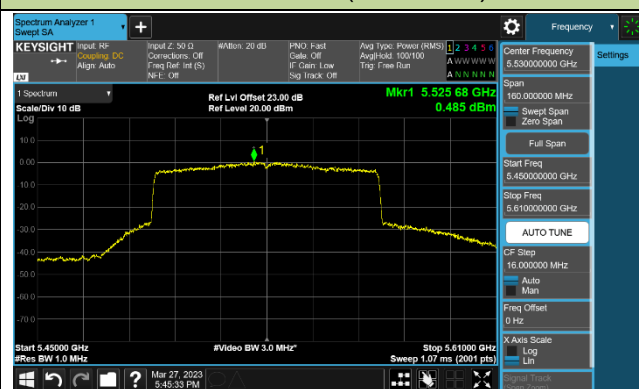 Spectrum Analyzer 1
Swept SA
Frequency
KEYSIGHT
Input: RF
Coupling: DC
Align: Auto
Input Z: 50 Ω
Corrections: Off
Freq Ref: Int (S)
NFE: Off
#Atten: 20 dB
PNO: Fast
Gate: Off
IF Gain: Low
Sig Track: Off
Avg Type: Power (RMS)
Avg|Hold: 100/100
Trig: Free Run
1 2 3 4 5 6
A W W W W W
A N N N N N
LXI
1 Spectrum
Scale/Div 10 dB
Log
Ref Lvl Offset 23.00 dB
Ref Level 20.00 dBm
Mkr1 5.525 68 GHz
0.485 dBm
1
10.0
0.00
-10.0
-20.0
-30.0
-40.0
-50.0
-60.0
-70.0
Start 5.45000 GHz
#Res BW 1.0 MHz
#Video BW 3.0 MHz*
Stop 5.61000 GHz
Sweep 1.07 ms (2001 pts)
Mar 27, 2023
5:45:33 PM
Center Frequency
5.530000000 GHz
Settings
Span
160.000000 MHz
Swept Span
Zero Span
Full Span
Start Freq
5.450000000 GHz
Stop Freq
5.610000000 GHz
AUTO TUNE
CF Step
16.000000 MHz
Auto
Man
Freq Offset
0 Hz
X Axis Scale
Log
Lin
Signal Track